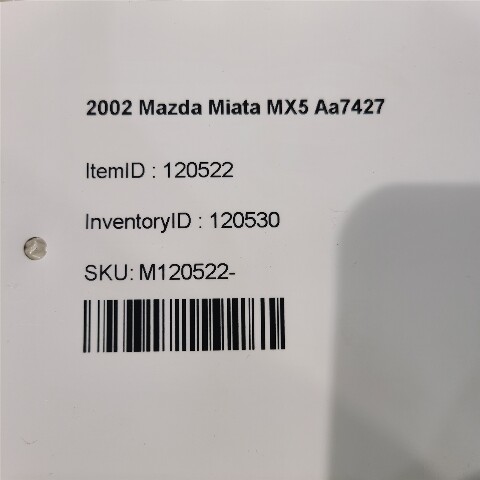 2002 Mazda Miata MX5 Aa7427
ItemID : 120522
InventoryID : 120530
SKU: M120522-